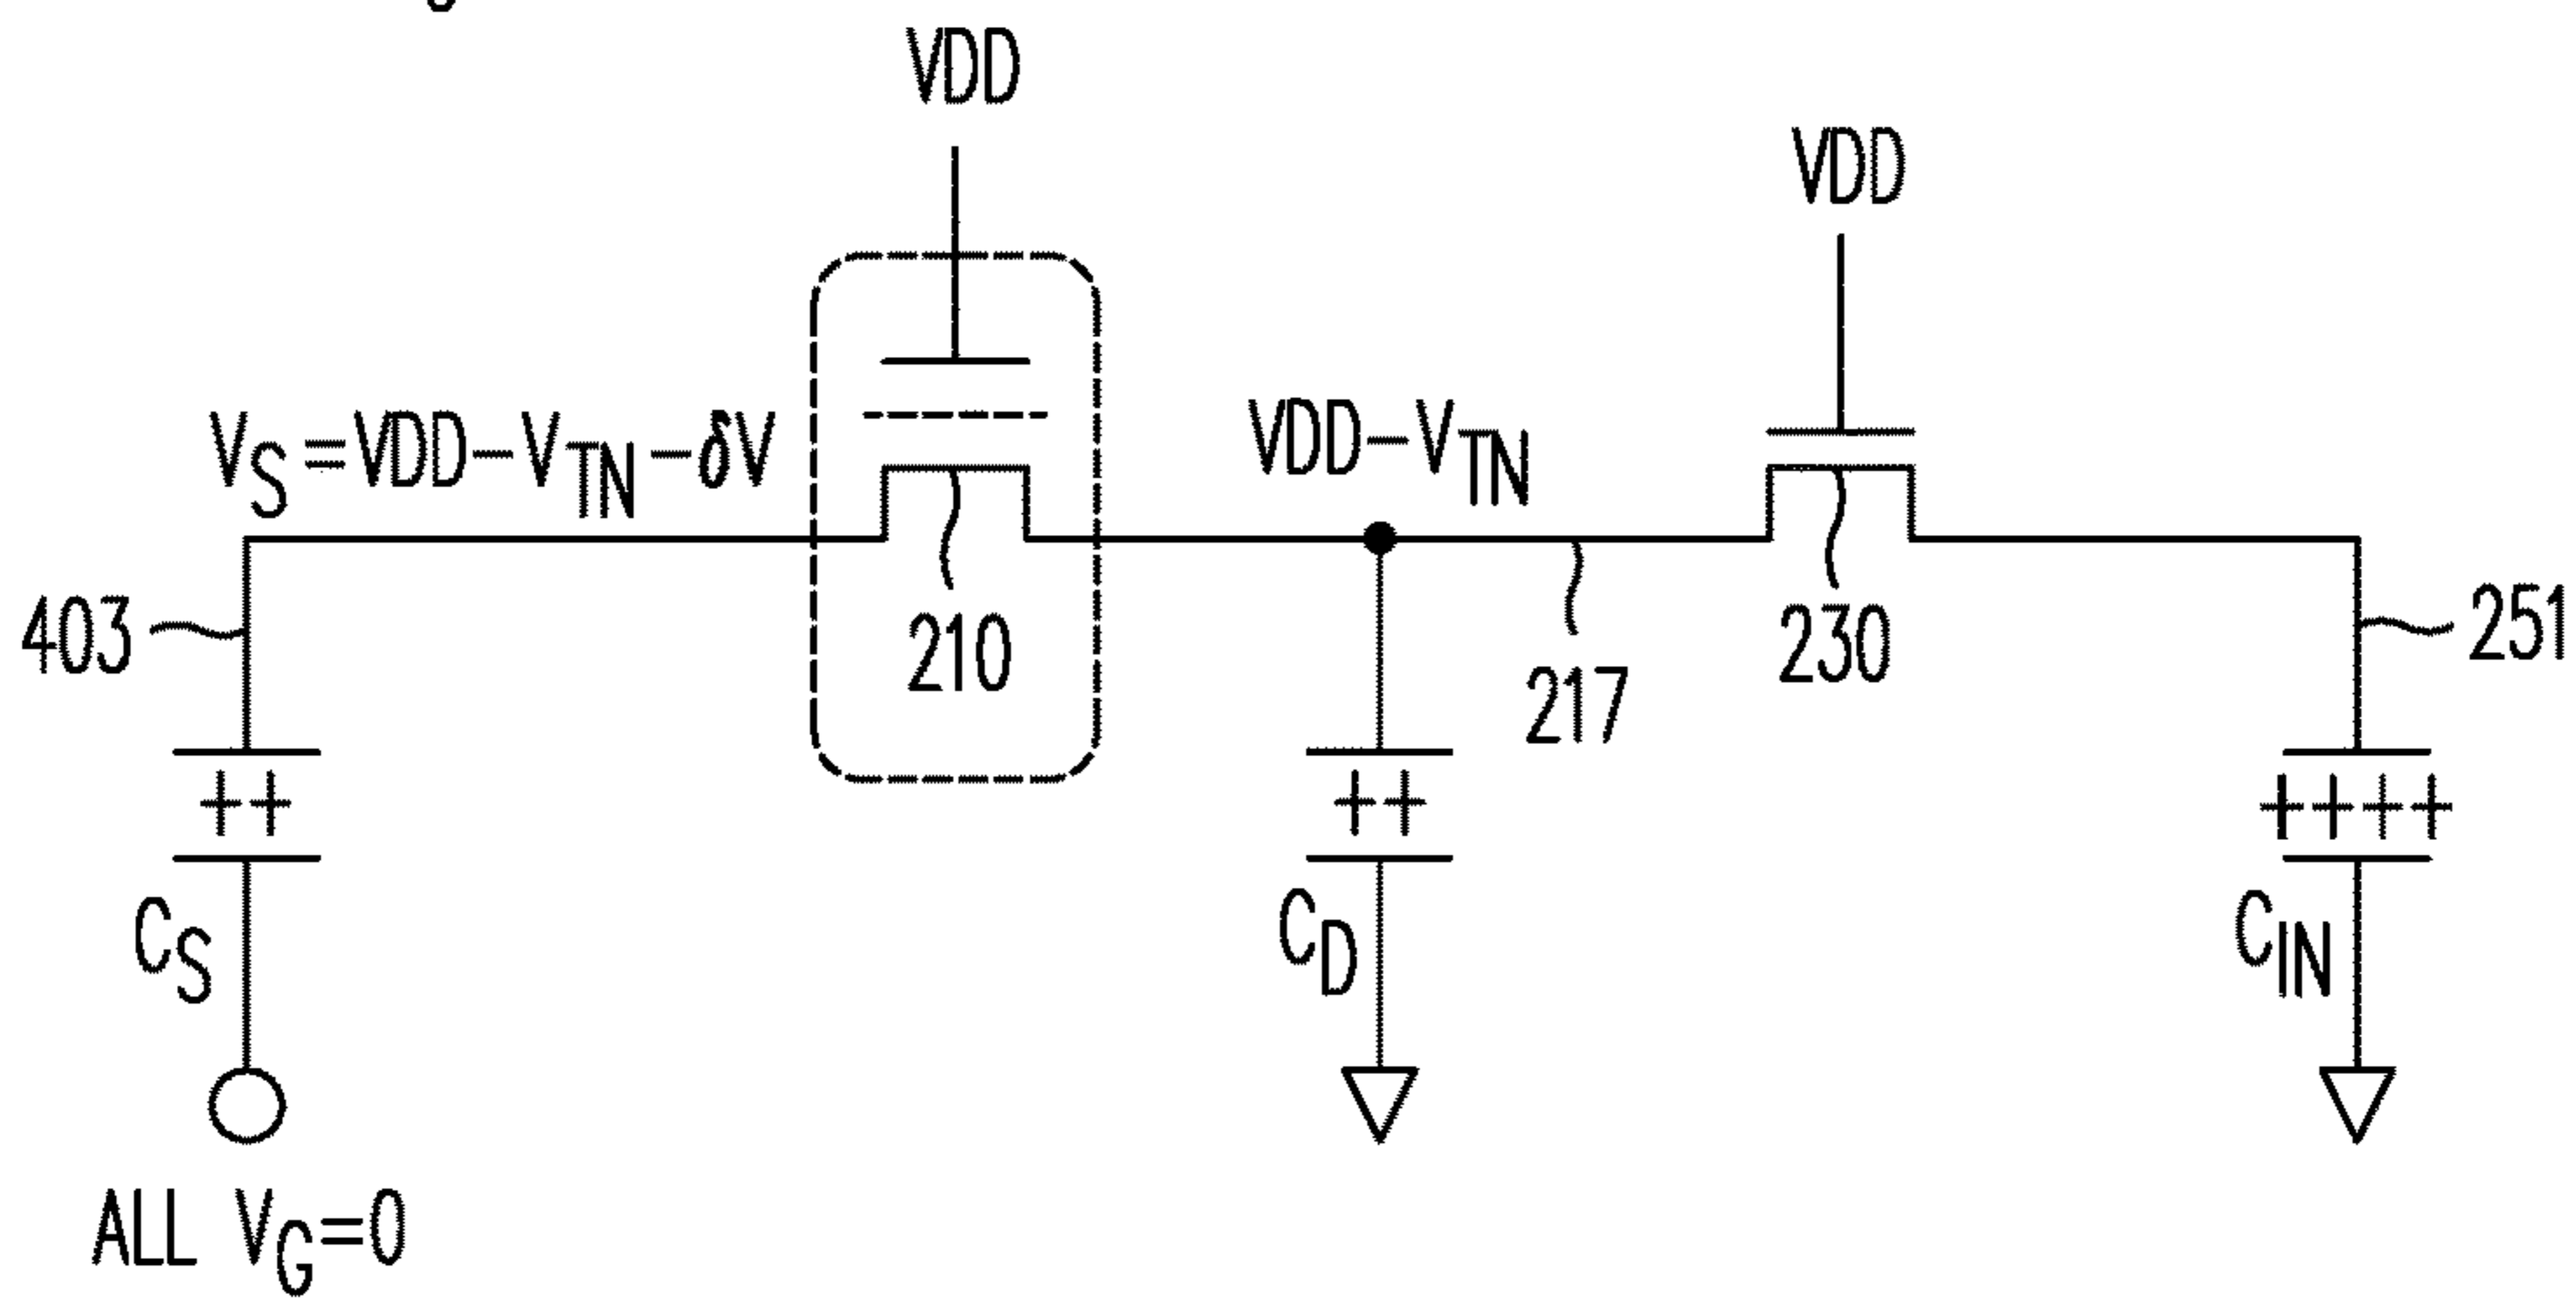 VDD
VDD
VS=VDD-VTN-δV
VDD-VTN
403
210
217
230
251
++
++
++++
CS
CD
CIN
ALL VG=0